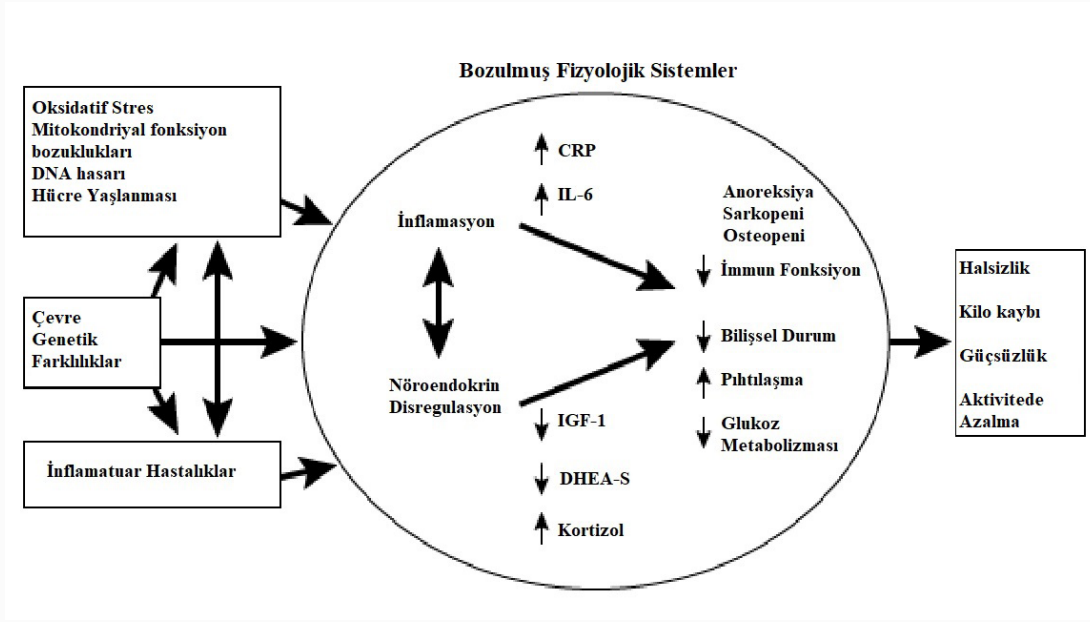 Bozulmuş Fizyolojik Sistemler
Oksidatif Stres
Mitokondriyal fonksiyon
bozuklukları
DNA hasarı
Hücre Yaşlanması
Çevre
Genetik
Farklılıklar
İnflamatuar Hastalıklar
CRP
IL-6
İnflamasyon
Nöroendokrin
Disregulasyon
IGF-1
DHEA-S
Kortizol
Anoreksiya
Sarkopeni
Osteopeni
İmmun Fonksiyon
Bilişsel Durum
Pıhtılaşma
Glukoz
Metabolizması
Halsizlik
Kilo kaybı
Güçsüzlük
Aktivitede
Azalma